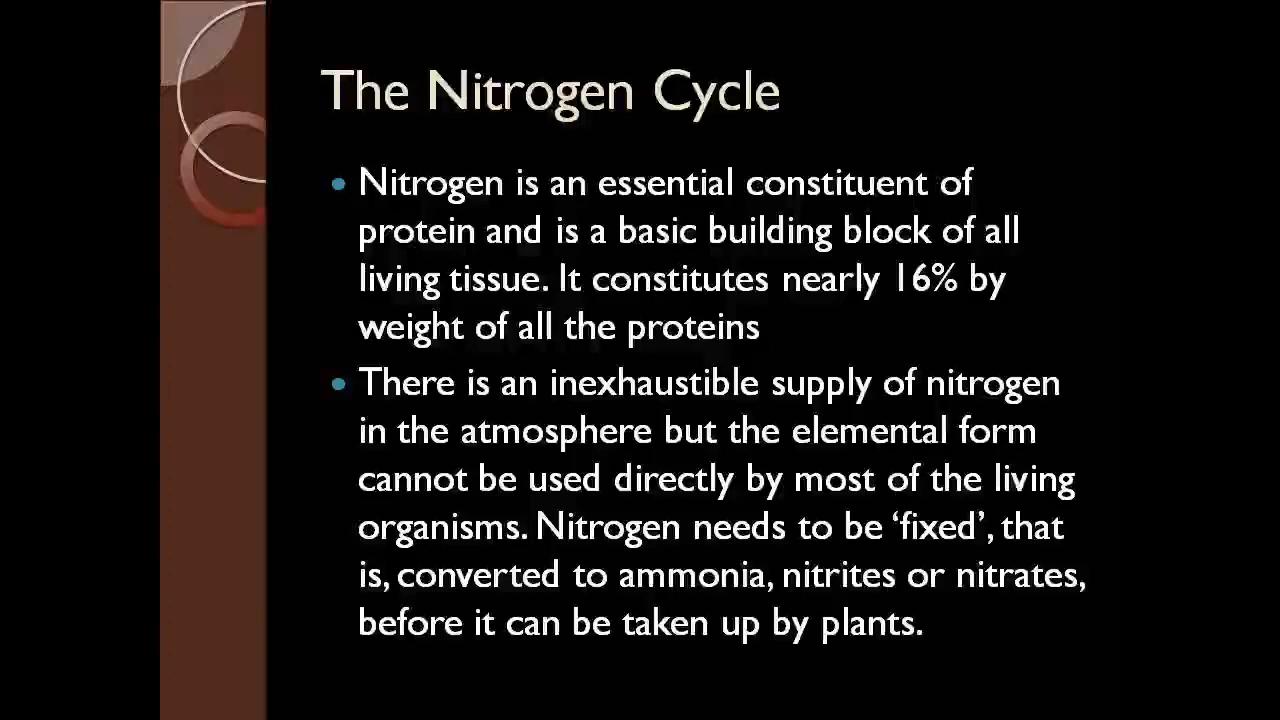 The Nitrogen Cycle
• Nitrogen is an essential constituent of
protein and is a basic building block of all
living tissue. It constitutes nearly 16% by
weight of all the proteins
• There is an inexhaustible supply of nitrogen
in the atmosphere but the elemental form
cannot be used directly by most of the living
organisms. Nitrogen needs to be ‘fixed’, that
is, converted to ammonia, nitrites or nitrates,
before it can be taken up by plants.